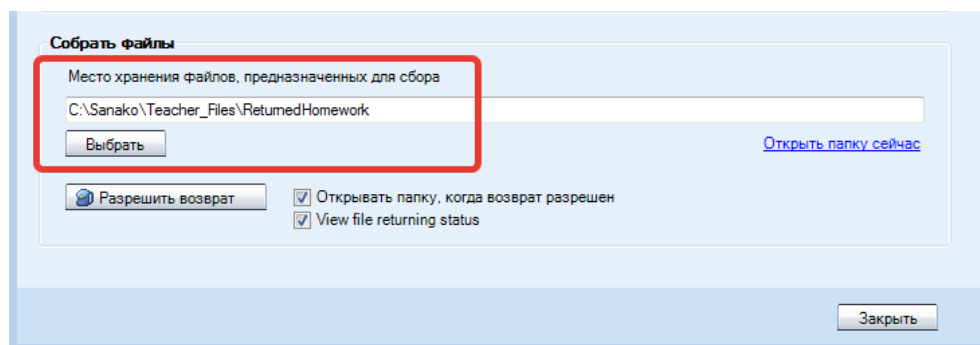 Собрать файлы
Место хранения файлов, предназначенных для сбора
C:\Sanako\Teacher_Files\ReturnedHomework
Выбрать
Открыть папку сейчас
Разрешить возврат
Открывать папку, когда возврат разрешен
View file returning status
Закрыть